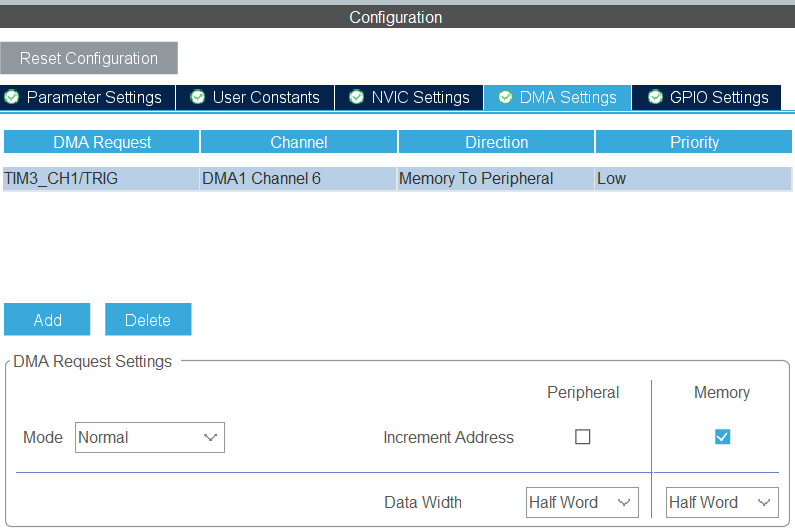 Configuration
Reset Configuration
Parameter Settings User Constants NVIC Settings DMA Settings GPIO Settings
DMA Request Channel Direction Priority
TIM3_CH1/TRIG DMA1 Channel 6 Memory To Peripheral Low
Add Delete
DMA Request Settings
Peripheral Memory
Mode Normal Increment Address
Data Width Half Word Half Word